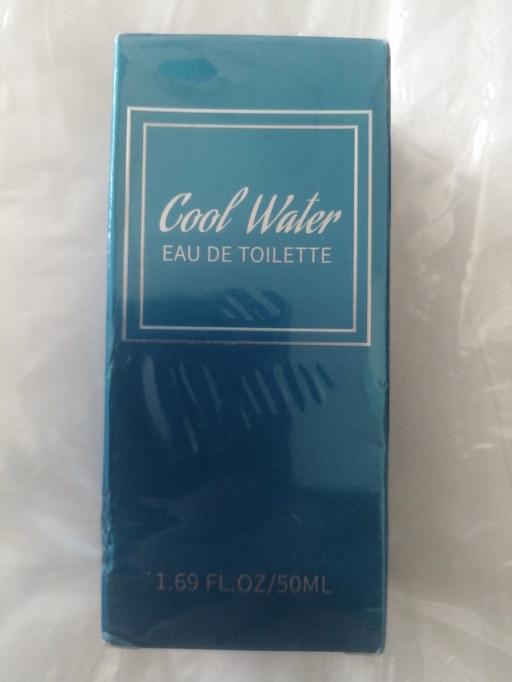 Cool Water
EAU DE TOILETTE
1.69 FL.OZ/50ML